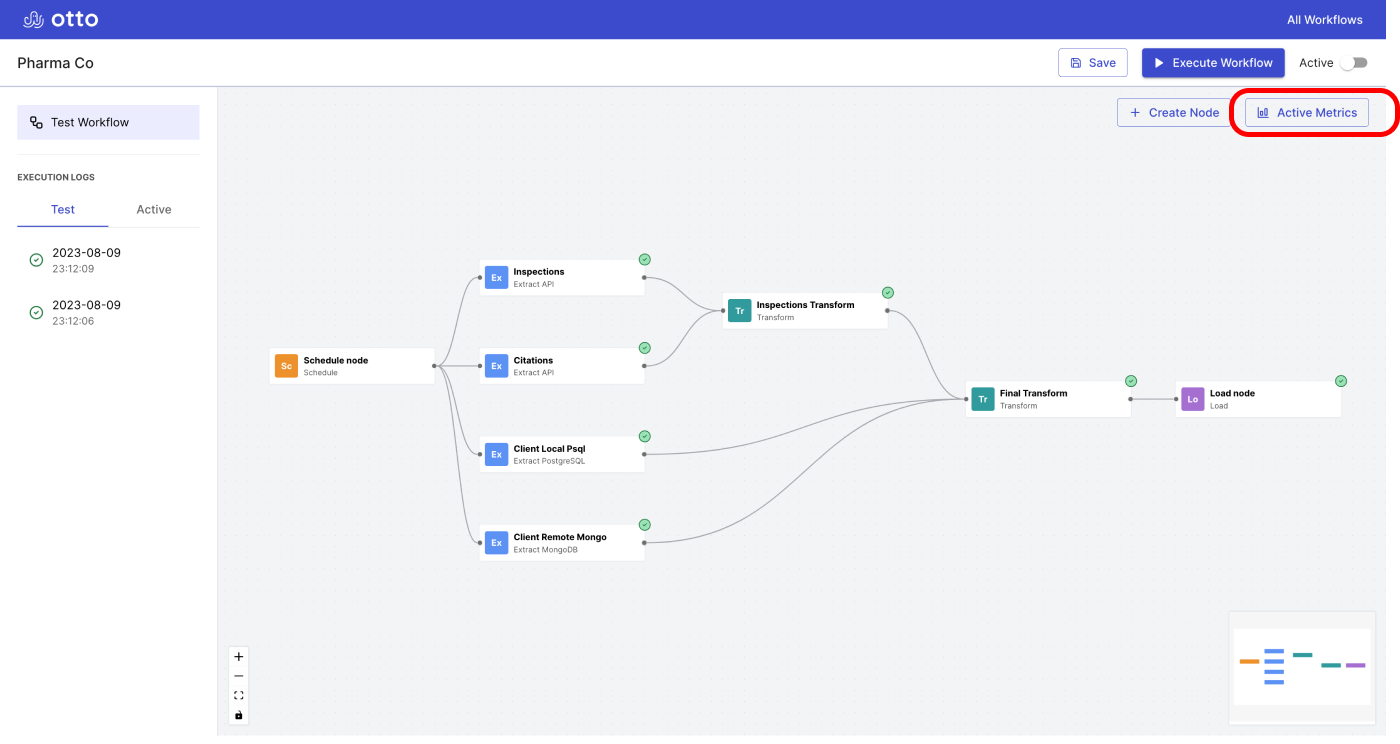 otto
All Workflows
Pharma Co
Save
Execute Workflow
Active
Test Workflow
Create Node
Active Metrics
EXECUTION LOGS
Test
Active
2023-08-09
23:12:09
2023-08-09
23:12:06
Sc
Schedule node
Schedule
Ex
Inspections
Extract API
Ex
Citations
Extract API
Ex
Client Local Psql
Extract PostgreSQL
Ex
Client Remote Mongo
Extract MongoDB
Tr
Inspections Transform
Transform
Tr
Final Transform
Transform
Lo
Load node
Load